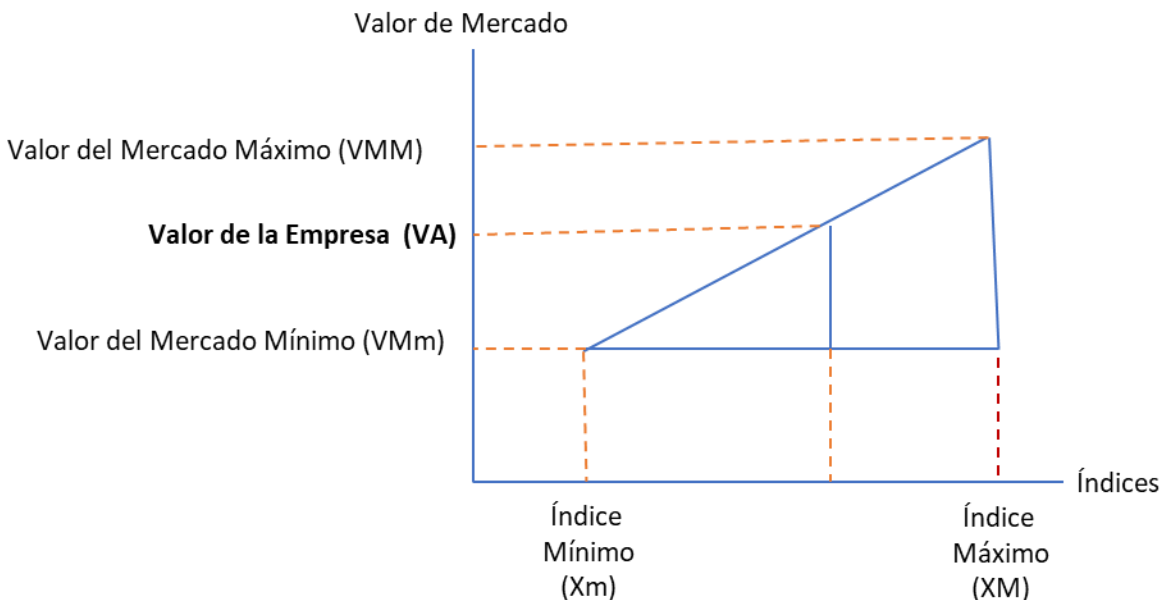 Valor de Mercado
Valor del Mercado Máximo (VMM)
Valor de la Empresa (VA)
Valor del Mercado Mínimo (VMm)
Índices
Índice
Mínimo
(Xm)
Índice
Máximo
(XM)